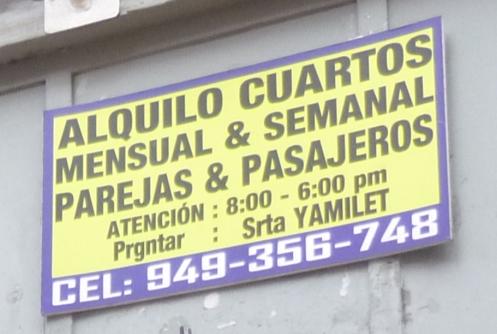 ALQUILO CUARTOS
MENSUAL & SEMANAL
PAREJAS & PASAJEROS
ATENCIÓN : 8:00 - 6:00 pm
Prgntar : Srta YAMILET
CEL: 949-356-748